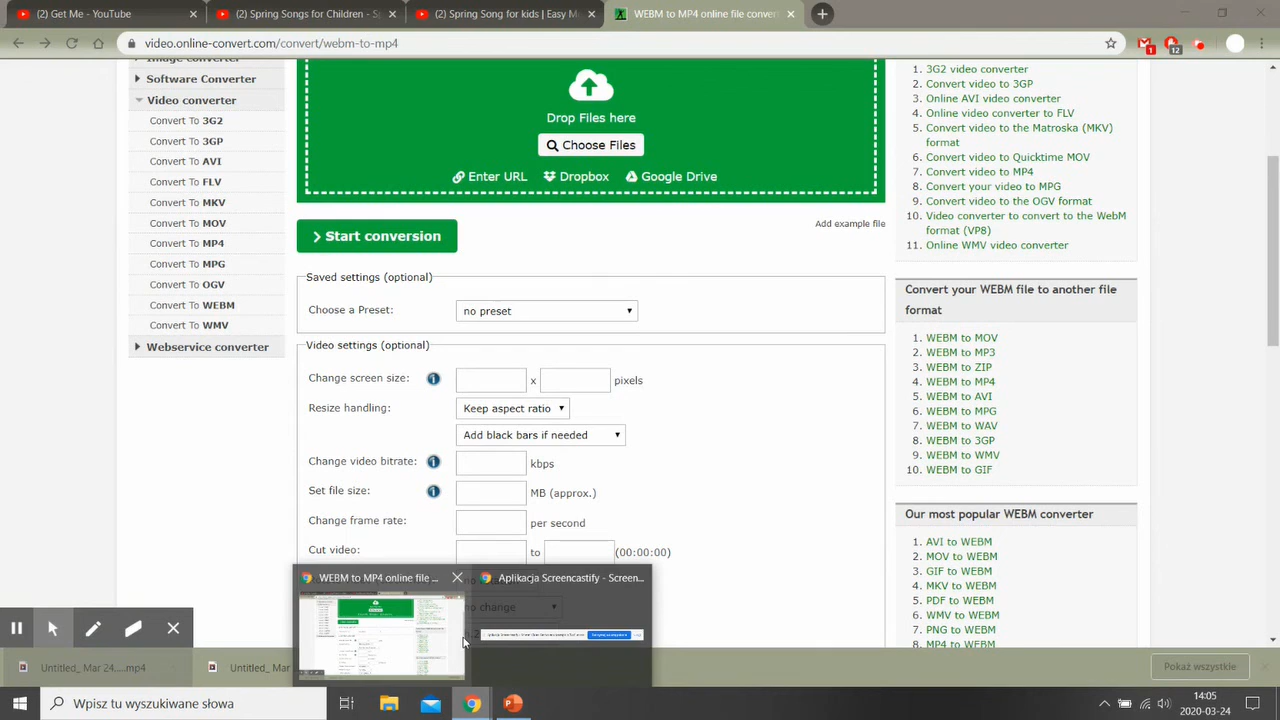 (2) Get Me - YouTube
(2) Spring Songs for Children - S
(2) Spring Song for kids | Easy M
WEBM to MP4 online file convert
video.online-convert.com/convert/webm-to-mp4
1
12
Image converter
Software Converter
Video converter
Convert To 3G2
Convert To 3GP
Convert To AVI
Convert To FLV
Convert To MKV
Convert To MOV
Convert To MP4
Convert To MPG
Convert To OGV
Convert To WEBM
Convert To WMV
Webservice converter
Drop Files here
Choose Files
Enter URL
Dropbox
Google Drive
Start conversion
Add example file
Saved settings (optional)
Choose a Preset:
no preset
Video settings (optional)
Change screen size:
x
pixels
Resize handling:
Keep aspect ratio
Add black bars if needed
Change video bitrate:
kbps
Set file size:
MB (approx.)
Change frame rate:
per second
Cut video:
to
(00:00:00)
no change
1. 3G2 video converter
2. Convert video to 3GP
3. Online AVI video converter
4. Online video converter to FLV
5. Convert video to the Matroska (MKV)
format
6. Convert video to Quicktime MOV
7. Convert video to MP4
8. Convert your video to MPG
9. Convert video to the OGV format
10. Video converter to convert to the WebM
format (VP8)
11. Online WMV video converter
Convert your WEBM file to another file
format
1. WEBM to MOV
2. WEBM to MP3
3. WEBM to ZIP
4. WEBM to MP4
5. WEBM to AVI
6. WEBM to MPG
7. WEBM to WAV
8. WEBM to 3GP
9. WEBM to WMV
10. WEBM to GIF
Our most popular WEBM converter
1. AVI to WEBM
2. MOV to WEBM
3. GIF to WEBM
4. MKV to WEBM
5. PDF to WEBM
6. WMV to WEBM
7. PNG to WEBM
8. MP4 to WEBM
WEBM to MP4 online file ...
Aplikacja Screencastify - Screen...
Untitled_ Mar
Pokaż wszystkie
Wpisz tu wyszukiwane słowa
14:05
2020-03-24